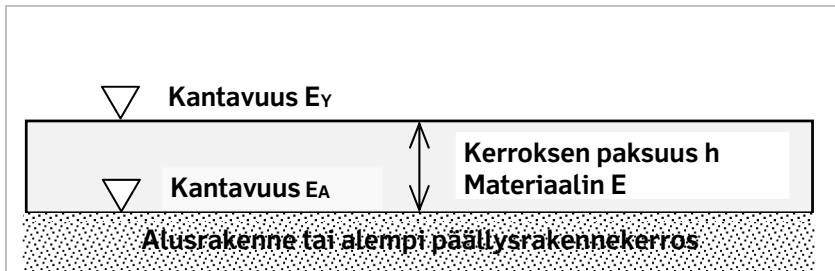 Kantavuus EY
Kerroksen paksuus h
Materiaalin E
Kantavuus EA
Alusrakenne tai alempi päällysrakennekerros